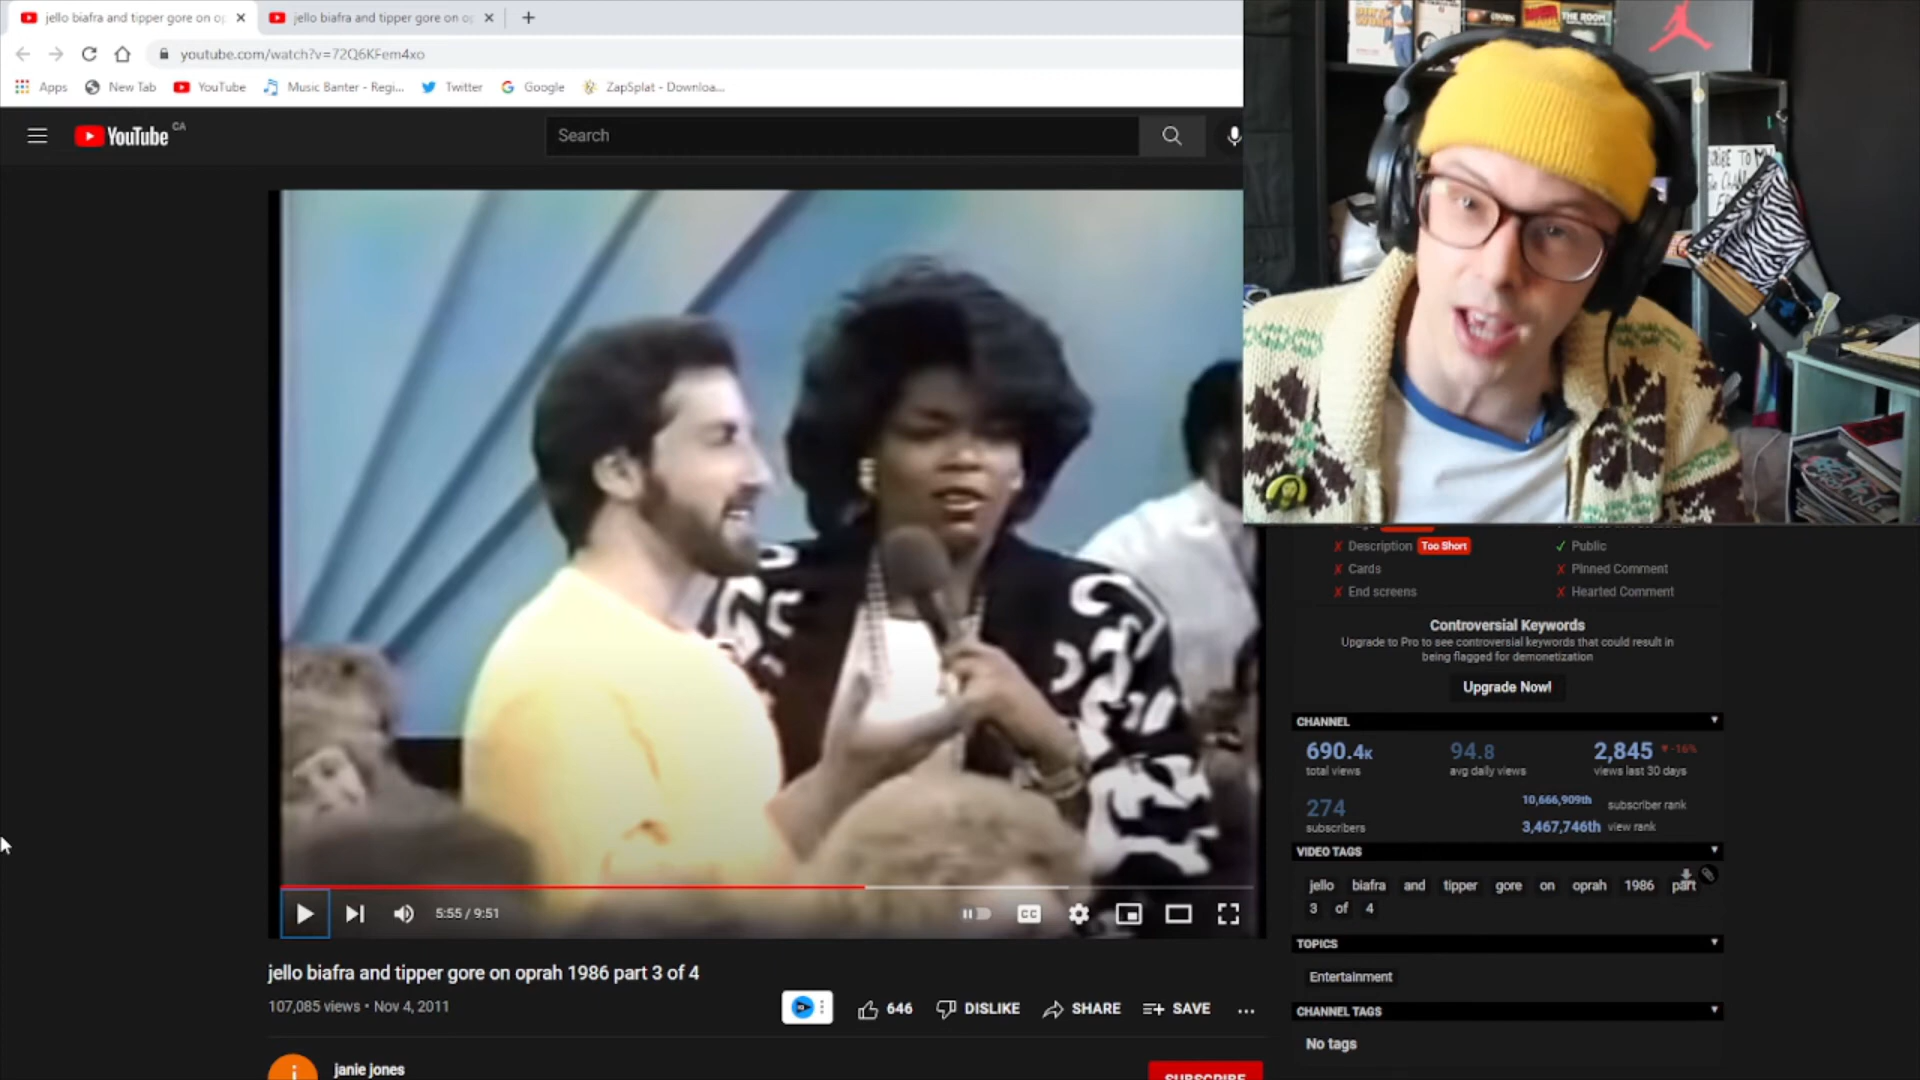 jello biafra and tipper gore on op
jello biafra and tipper gore on op
youtube.com/watch?v=72Q6KFem4xo
Apps
New Tab
YouTube
Music Banter - Regi...
Twitter
Google
ZapSplat - Downloa...
YouTube CA
Search
THE ROOM
Description Too Short
Public
Cards
Pinned Comment
End screens
Hearted Comment
Controversial Keywords
Upgrade to Pro to see controversial keywords that could result in
being flagged for demonetization
Upgrade Now!
CHANNEL
690.4K
94.8
2,845 -16%
total views
avg daily views
views last 30 days
274
subscribers
10,666,909th subscriber rank
3,467,746th view rank
VIDEO TAGS
jello biafra and tipper gore on oprah 1986 part
3 of 4
TOPICS
Entertainment
CHANNEL TAGS
No tags
5:55 / 9:51
CC
jello biafra and tipper gore on oprah 1986 part 3 of 4
107,085 views • Nov 4, 2011
646
DISLIKE
SHARE
SAVE
j
janie jones
SUBSCRIBE